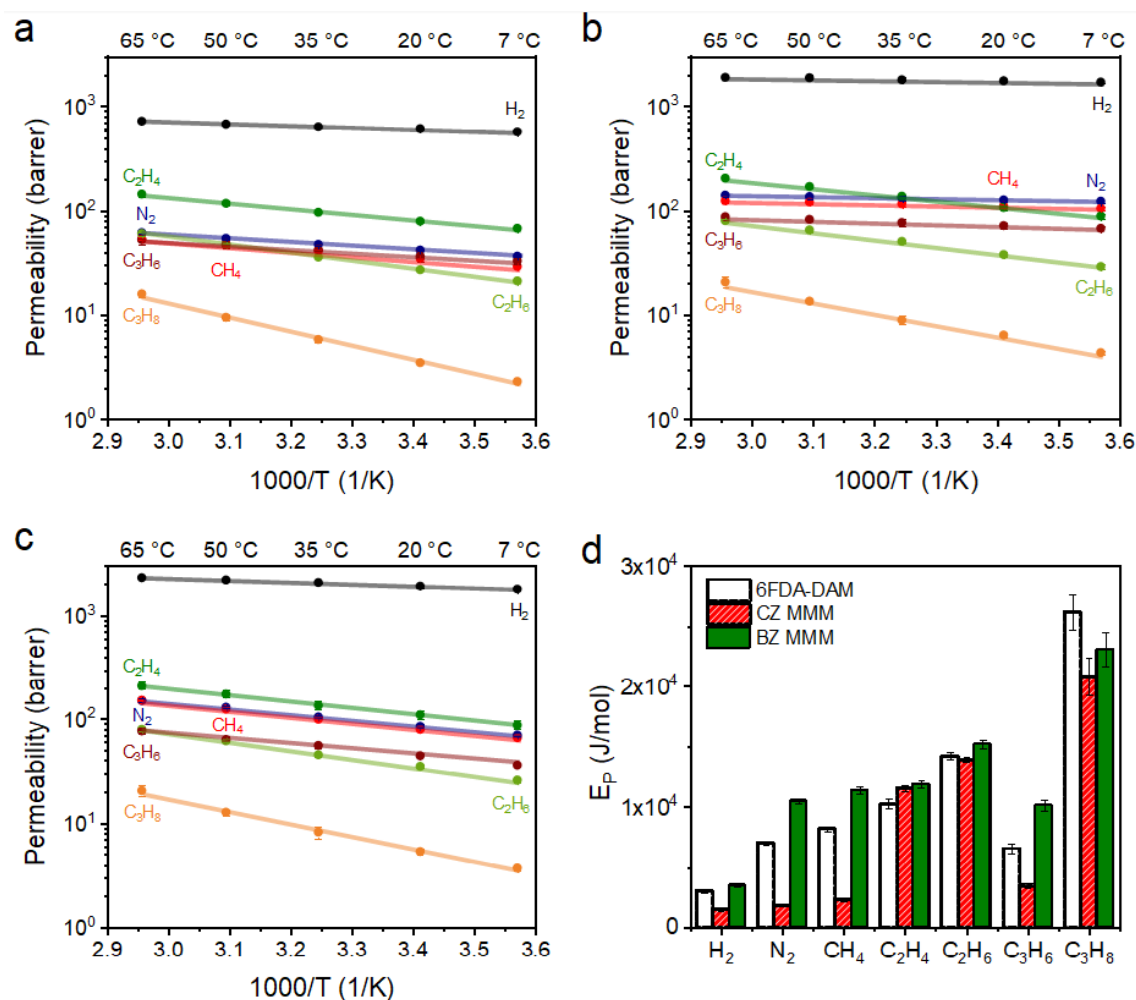 a
65 °C 50 °C 35 °C 20 °C 7 °C
10³
10²
10¹
10⁰
Permeability (barrer)
H₂
C₂H₄
N₂
C₃H₆
CH₄
C₂H₆
C₃H₈
2.9 3.0 3.1 3.2 3.3 3.4 3.5 3.6
1000/T (1/K)
b
65 °C 50 °C 35 °C 20 °C 7 °C
10³
10²
10¹
10⁰
Permeability (barrer)
H₂
C₂H₄
CH₄
N₂
C₃H₆
C₂H₆
C₃H₈
2.9 3.0 3.1 3.2 3.3 3.4 3.5 3.6
1000/T (1/K)
c
65 °C 50 °C 35 °C 20 °C 7 °C
10³
10²
10¹
10⁰
Permeability (barrer)
H₂
C₂H₄
N₂
CH₄
C₃H₆
C₂H₆
C₃H₈
2.9 3.0 3.1 3.2 3.3 3.4 3.5 3.6
1000/T (1/K)
d
3x10⁴
2x10⁴
1x10⁴
0
E_P (J/mol)
6FDA-DAM
CZ MMM
BZ MMM
H₂ N₂ CH₄ C₂H₄ C₂H₆ C₃H₆ C₃H₈